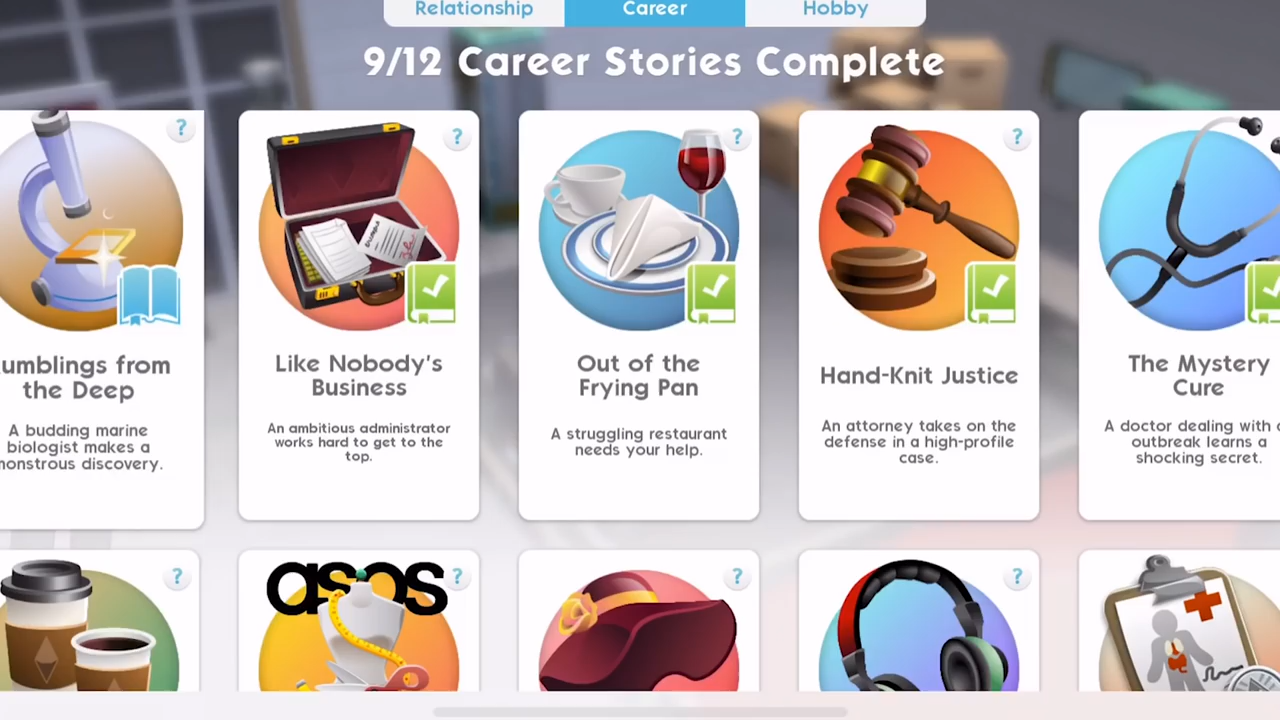 Relationship
Career
Hobby
9/12 Career Stories Complete
?
?
?
?
umblings from
the Deep
A budding marine
biologist makes a
monstrous discovery.
Like Nobody's
Business
An ambitious administrator
works hard to get to the
top.
Out of the
Frying Pan
A struggling restaurant
needs your help.
Hand-Knit Justice
An attorney takes on the
defense in a high-profile
case.
The Mystery
Cure
A doctor dealing with a
outbreak learns a
shocking secret.
?
asos
?
?
?